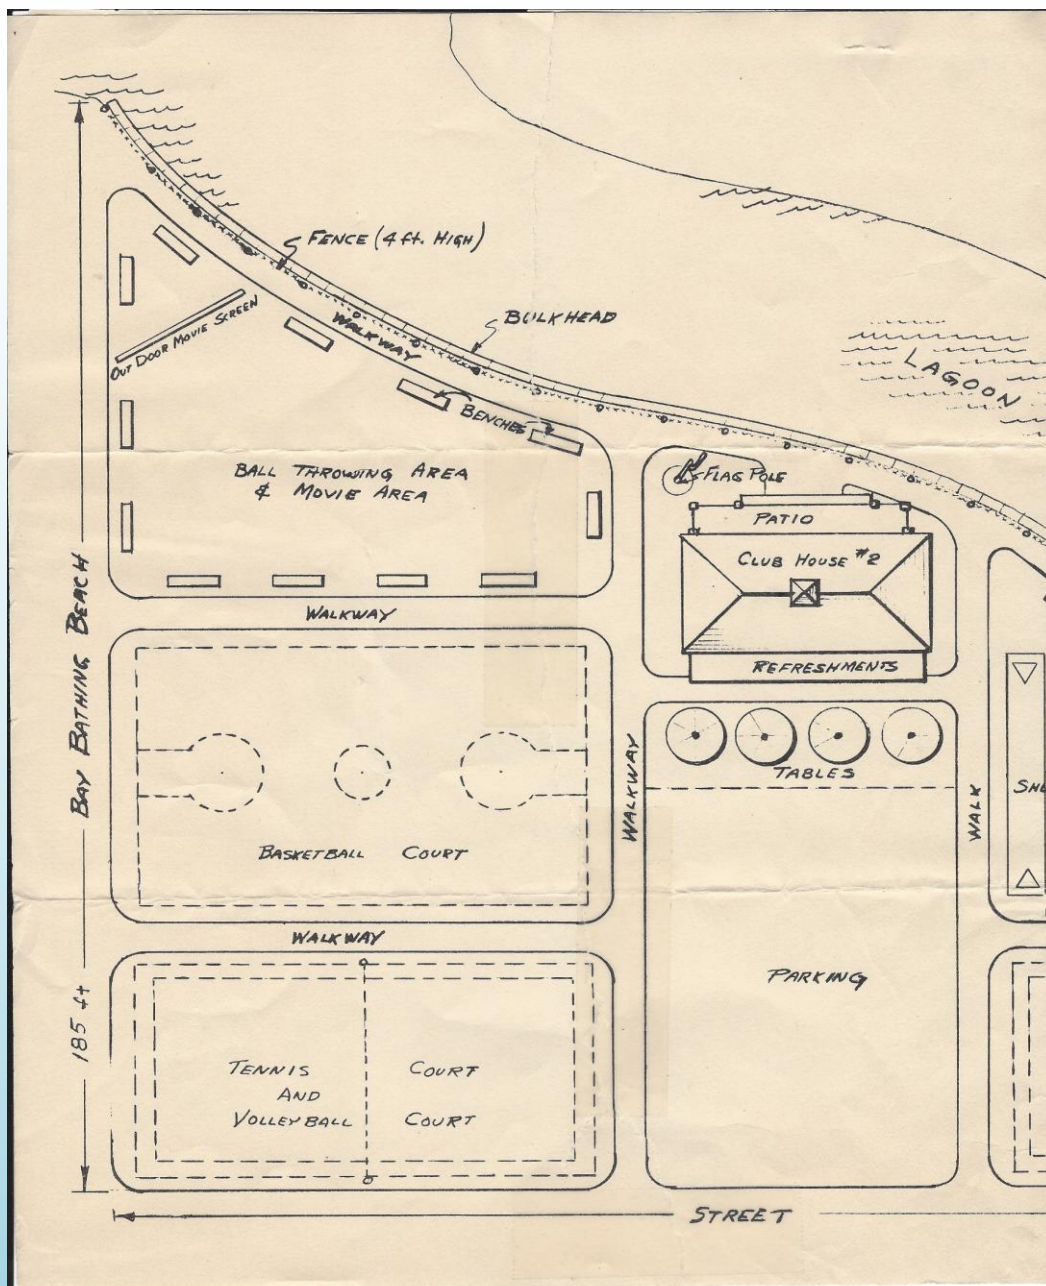 FENCE (4 ft. HIGH)
BULKHEAD
WALKWAY
OUT DOOR MOVIE SCREEN
LAGOON
BENCHES
BALL THROWING AREA
& MOVIE AREA
FLAG POLE
PATIO
CLUB HOUSE #2
WALKWAY
REFRESHMENTS
BAY BATHING BEACH
185 ft
TABLES
WALKWAY
WALK
BASKETBALL COURT
WALKWAY
PARKING
TENNIS COURT
AND
VOLLEYBALL COURT
STREET